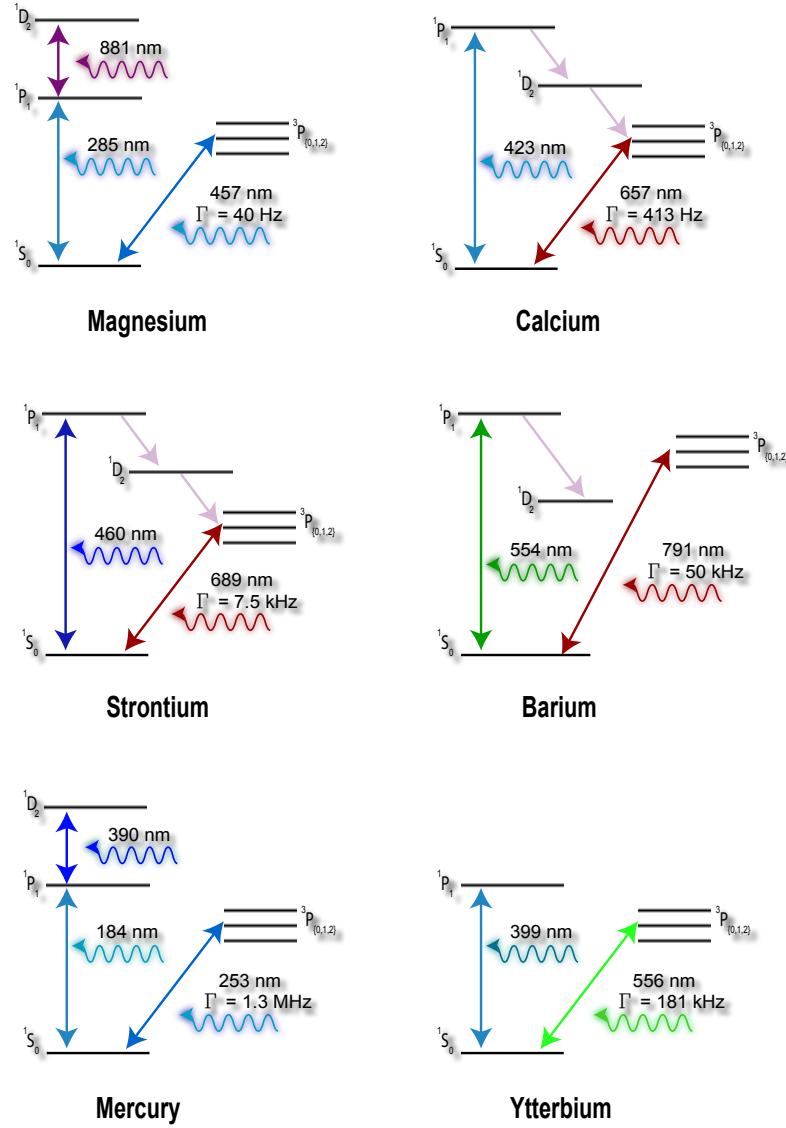 ¹D₂
881 nm
¹P₁
285 nm
³P{0,1,2}
457 nm
Γ = 40 Hz
¹S₀
Magnesium
¹P₁
¹D₂
423 nm
³P{0,1,2}
657 nm
Γ = 413 Hz
¹S₀
Calcium
¹P₁
¹D₂
460 nm
³P{0,1,2}
689 nm
Γ = 7.5 kHz
¹S₀
Strontium
¹P₁
³P{0,1,2}
¹D₂
554 nm
791 nm
Γ = 50 kHz
¹S₀
Barium
¹D₂
390 nm
¹P₁
184 nm
³P{0,1,2}
253 nm
Γ = 1.3 MHz
¹S₀
Mercury
¹P₁
399 nm
³P{0,1,2}
556 nm
Γ = 181 kHz
¹S₀
Ytterbium